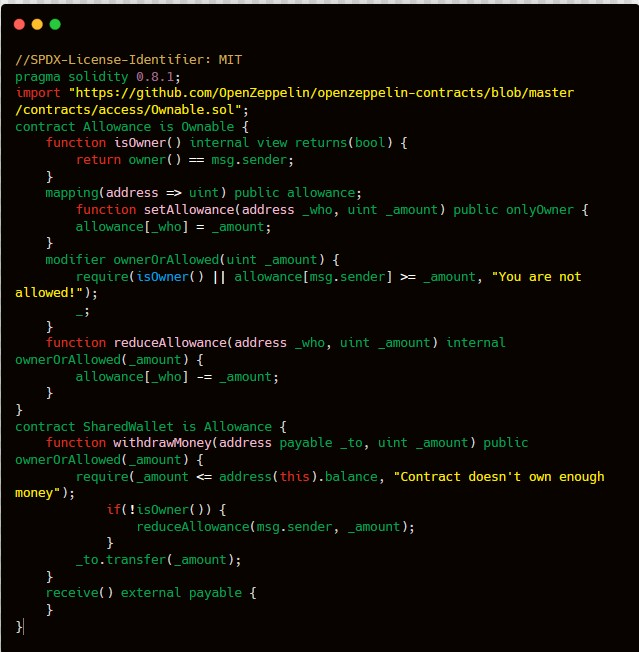 //SPDX-License-Identifier: MIT
pragma solidity 0.8.1;
import "https://github.com/OpenZeppelin/openzeppelin-contracts/blob/master
/contracts/access/Ownable.sol";
contract Allowance is Ownable {
    function isOwner() internal view returns(bool) {
        return owner() == msg.sender;
    }
    mapping(address => uint) public allowance;
        function setAllowance(address _who, uint _amount) public onlyOwner {
        allowance[_who] = _amount;
    }
    modifier ownerOrAllowed(uint _amount) {
        require(isOwner() || allowance[msg.sender] >= _amount, "You are not
allowed!");
        _;
    }
    function reduceAllowance(address _who, uint _amount) internal
ownerOrAllowed(_amount) {
        allowance[_who] -= _amount;
    }
}
contract SharedWallet is Allowance {
    function withdrawMoney(address payable _to, uint _amount) public
ownerOrAllowed(_amount) {
        require(_amount <= address(this).balance, "Contract doesn't own enough
money");
            if(!isOwner()) {
                reduceAllowance(msg.sender, _amount);
            }
        _to.transfer(_amount);
    }
    receive() external payable {
    }
}